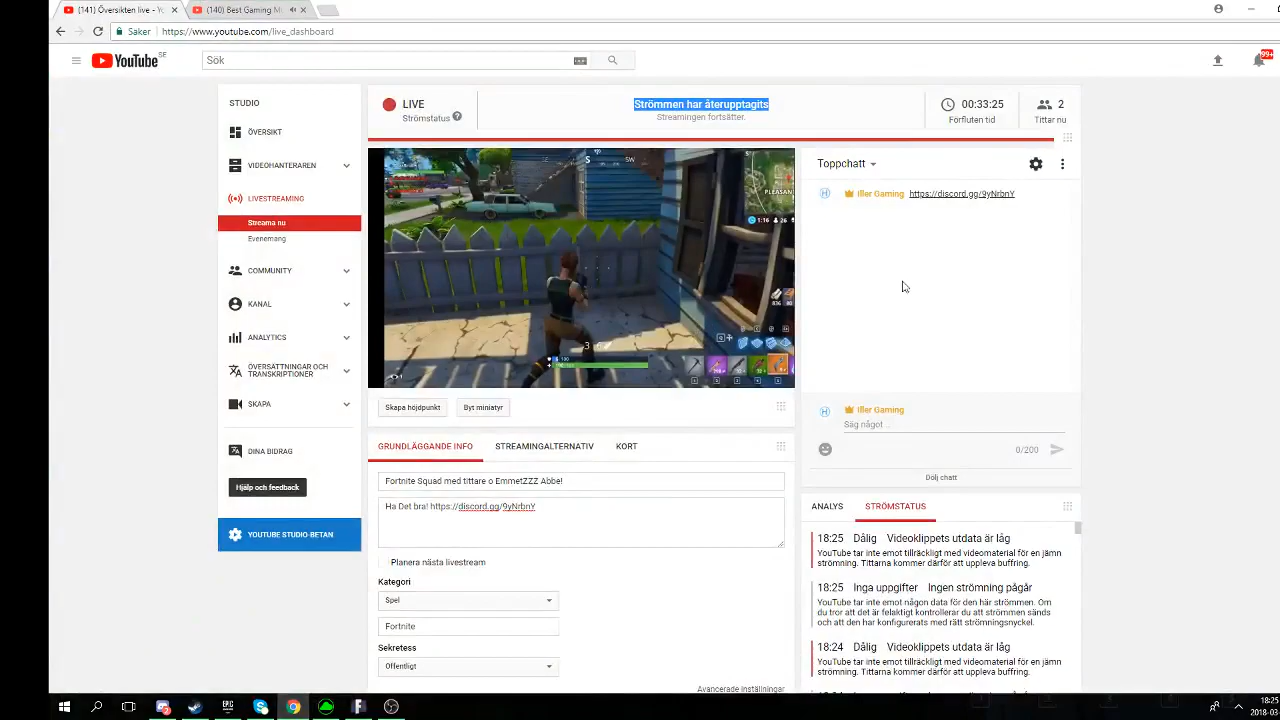 (141) Översikten live - Yo
(140) Best Gaming M
Säker
https://www.youtube.com/live_dashboard
YouTube SE
Sök
99+
STUDIO
ÖVERSIKT
VIDEOHANTERAREN
LIVESTREAMING
Streama nu
Evenemang
COMMUNITY
KANAL
ANALYTICS
ÖVERSÄTTNINGAR OCH
TRANSKRIPTIONER
SKAPA
DINA BIDRAG
Hjälp och feedback
YOUTUBE STUDIO-BETAN
LIVE
Strömstatus
Strömmen har återupptagits
Streamingen fortsätter.
00:33:25
Förfluten tid
2
Tittar nu
S
SW
PLEASAN
1:16
26
836
100
Skapa höjdpunkt
Byt miniatyr
GRUNDLÄGGANDE INFO
STREAMINGALTERNATIV
KORT
Fortnite Squad med tittare o EmmetZZZ Abbe!
Ha Det bra! https://discord.gg/9yNrbnY
Planera nästa livestream
Kategori
Spel
Fortnite
Sekretess
Offentligt
Avancerade inställningar
Toppchatt
Iller Gaming https://discord.gg/9yNrbnY
Iller Gaming
Säg något ...
0/200
Dölj chatt
ANALYS
STRÖMSTATUS
18:25 Dålig Videoklippets utdata är låg
YouTube tar inte emot tillräckligt med videomaterial för en jämn
strömning. Tittarna kommer därför att uppleva buffring.
18:25 Inga uppgifter Ingen strömning pågår
YouTube tar inte emot någon data för den här strömmen. Om
du tror att det är felaktigt kontrollerar du att strömmen sänds
och att den har konfigurerats med rätt strömningsnyckel.
18:24 Dålig Videoklippets utdata är låg
YouTube tar inte emot tillräckligt med videomaterial för en jämn
strömning. Tittarna kommer därför att uppleva buffring.
18:25
2018-03